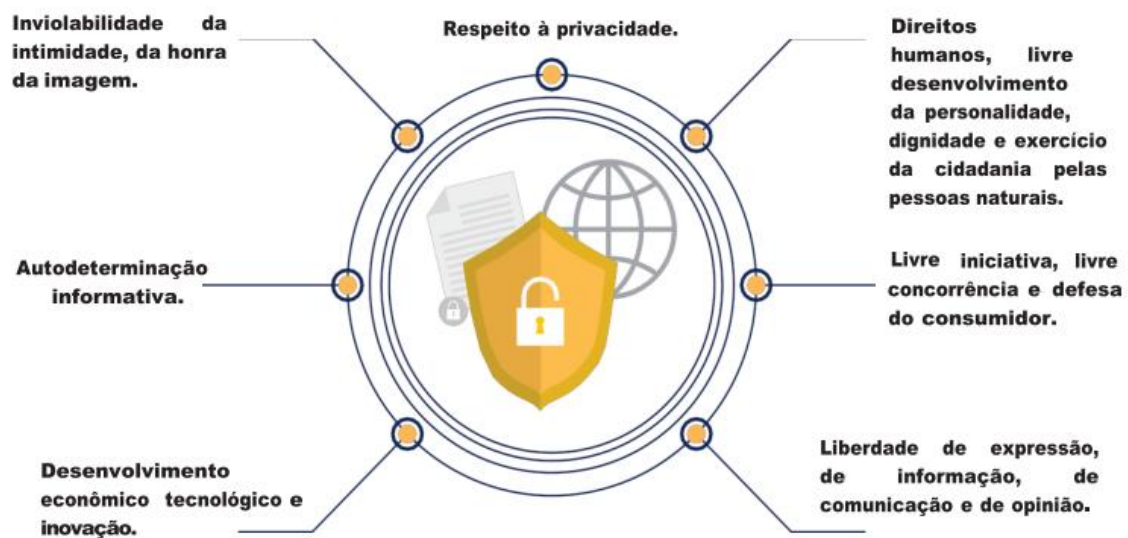 Inviolabilidade da
intimidade, da honra
da imagem.
Respeito à privacidade.
Direitos
humanos, livre
desenvolvimento
da personalidade,
dignidade e exercício
da cidadania pelas
pessoas naturais.
Autodeterminação
informativa.
Livre iniciativa, livre
concorrência e defesa
do consumidor.
Desenvolvimento
econômico tecnológico e
inovação.
Liberdade de expressão,
de informação, de
comunicação e de opinião.